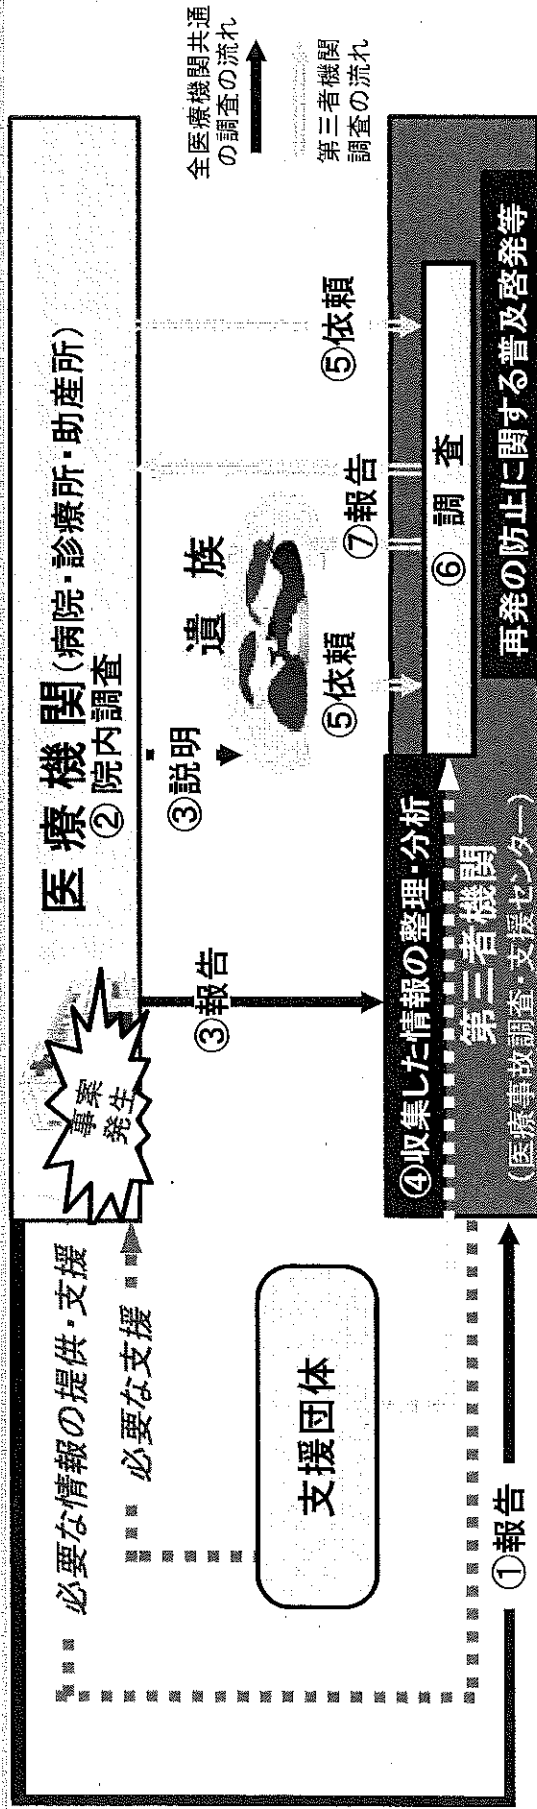 医療機関(病院・診療所・助産所)
②院内調査
事案
発生
必要な情報の提供・支援
必要な支援
支援団体
①報告
③報告
③説明
遺族
⑤依頼
⑦報告
⑤依頼
④収集した情報の整理・分析
⑥調査
第三者機関
(医療事故調査・支援センター)
再発の防止に関する普及啓発等
全医療機関共通
の調査の流れ
第三者機関
調査の流れ